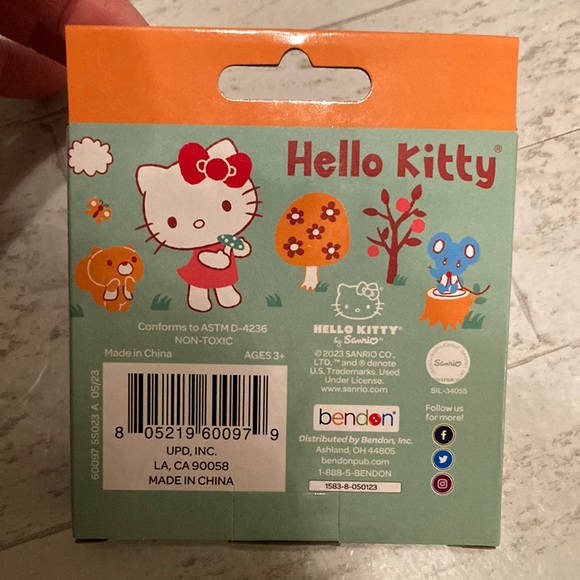 Hello Kitty®
Conforms to ASTM D-4236
NON-TOXIC
Made in China
AGES 3+
60097 SS023 A 05/23
8 05219 60097 9
UPD, INC.
LA, CA 90058
MADE IN CHINA
HELLO KITTY®
by Sanrio®
© 2023 SANRIO CO.,
LTD. ™ and ® denote
U.S. Trademarks. Used
Under License.
www.sanrio.com
bendon®
Distributed by Bendon, Inc.
Ashland, OH 44805
bendonpub.com
1-888-5-BENDON
1583-8-050123
Sanrio
SIL-34055
Follow us
for more!